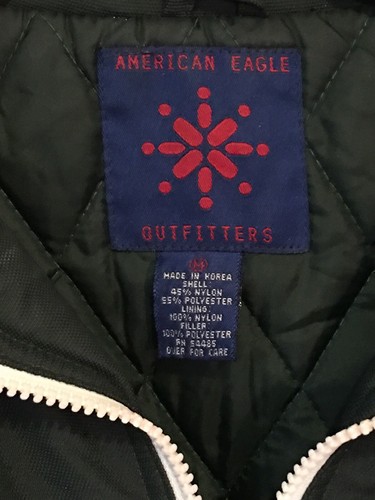 AMERICAN EAGLE
OUTFITTERS
M
MADE IN KOREA
SHELL:
45% NYLON
55% POLYESTER
LINING:
100% NYLON
FILLER
100% POLYESTER
RN 54485
OVER FOR CARE